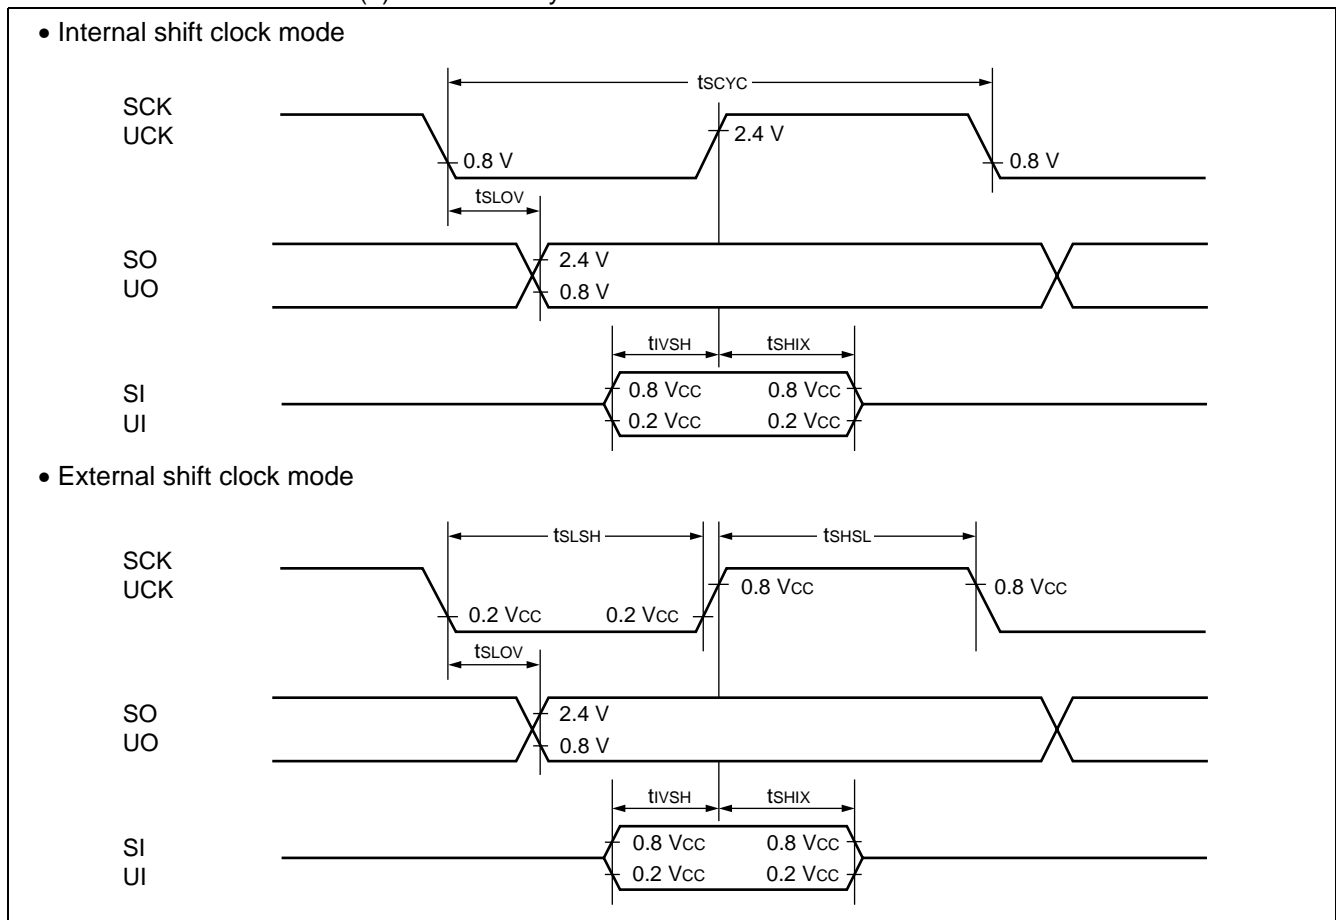 • Internal shift clock mode
tSCYC
SCK
UCK
2.4 V
0.8 V
0.8 V
tSLOV
SO
UO
2.4 V
0.8 V
tIVSH
tSHIX
SI
UI
0.8 VCC
0.8 VCC
0.2 VCC
0.2 VCC
• External shift clock mode
tSLSH
tSHSL
SCK
UCK
0.8 VCC
0.8 VCC
0.2 VCC
0.2 VCC
tSLOV
SO
UO
2.4 V
0.8 V
tIVSH
tSHIX
SI
UI
0.8 VCC
0.8 VCC
0.2 VCC
0.2 VCC